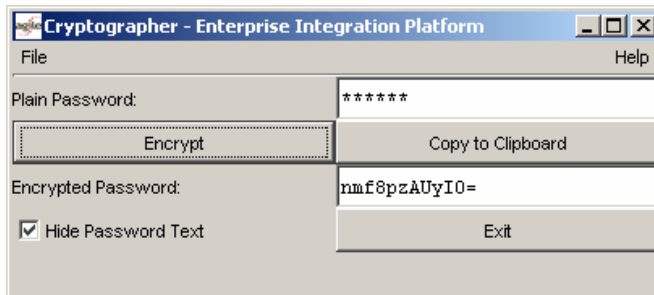 agile Cryptographer - Enterprise Integration Platform
File Help
Plain Password: ******
Encrypt Copy to Clipboard
Encrypted Password: nmf8pzAUyI0=
Hide Password Text Exit